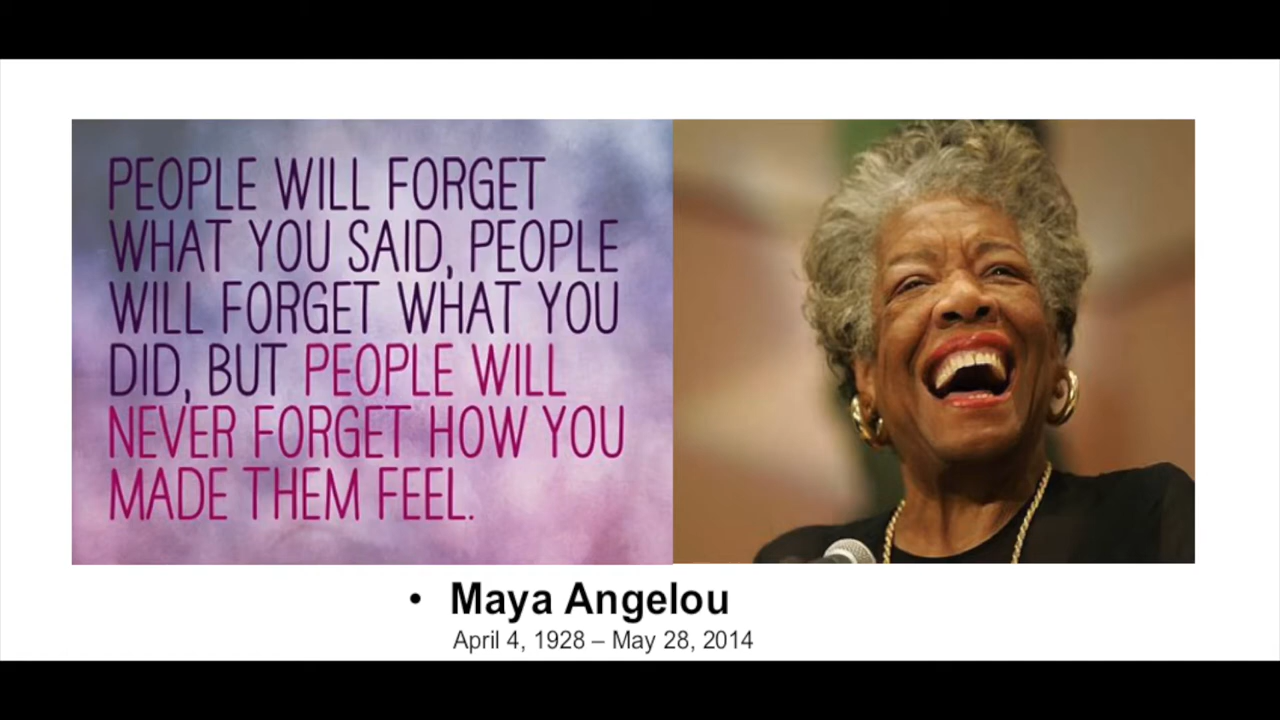 PEOPLE WILL FORGET
WHAT YOU SAID, PEOPLE
WILL FORGET WHAT YOU
DID, BUT PEOPLE WILL
NEVER FORGET HOW YOU
MADE THEM FEEL.
• Maya Angelou
April 4, 1928 – May 28, 2014